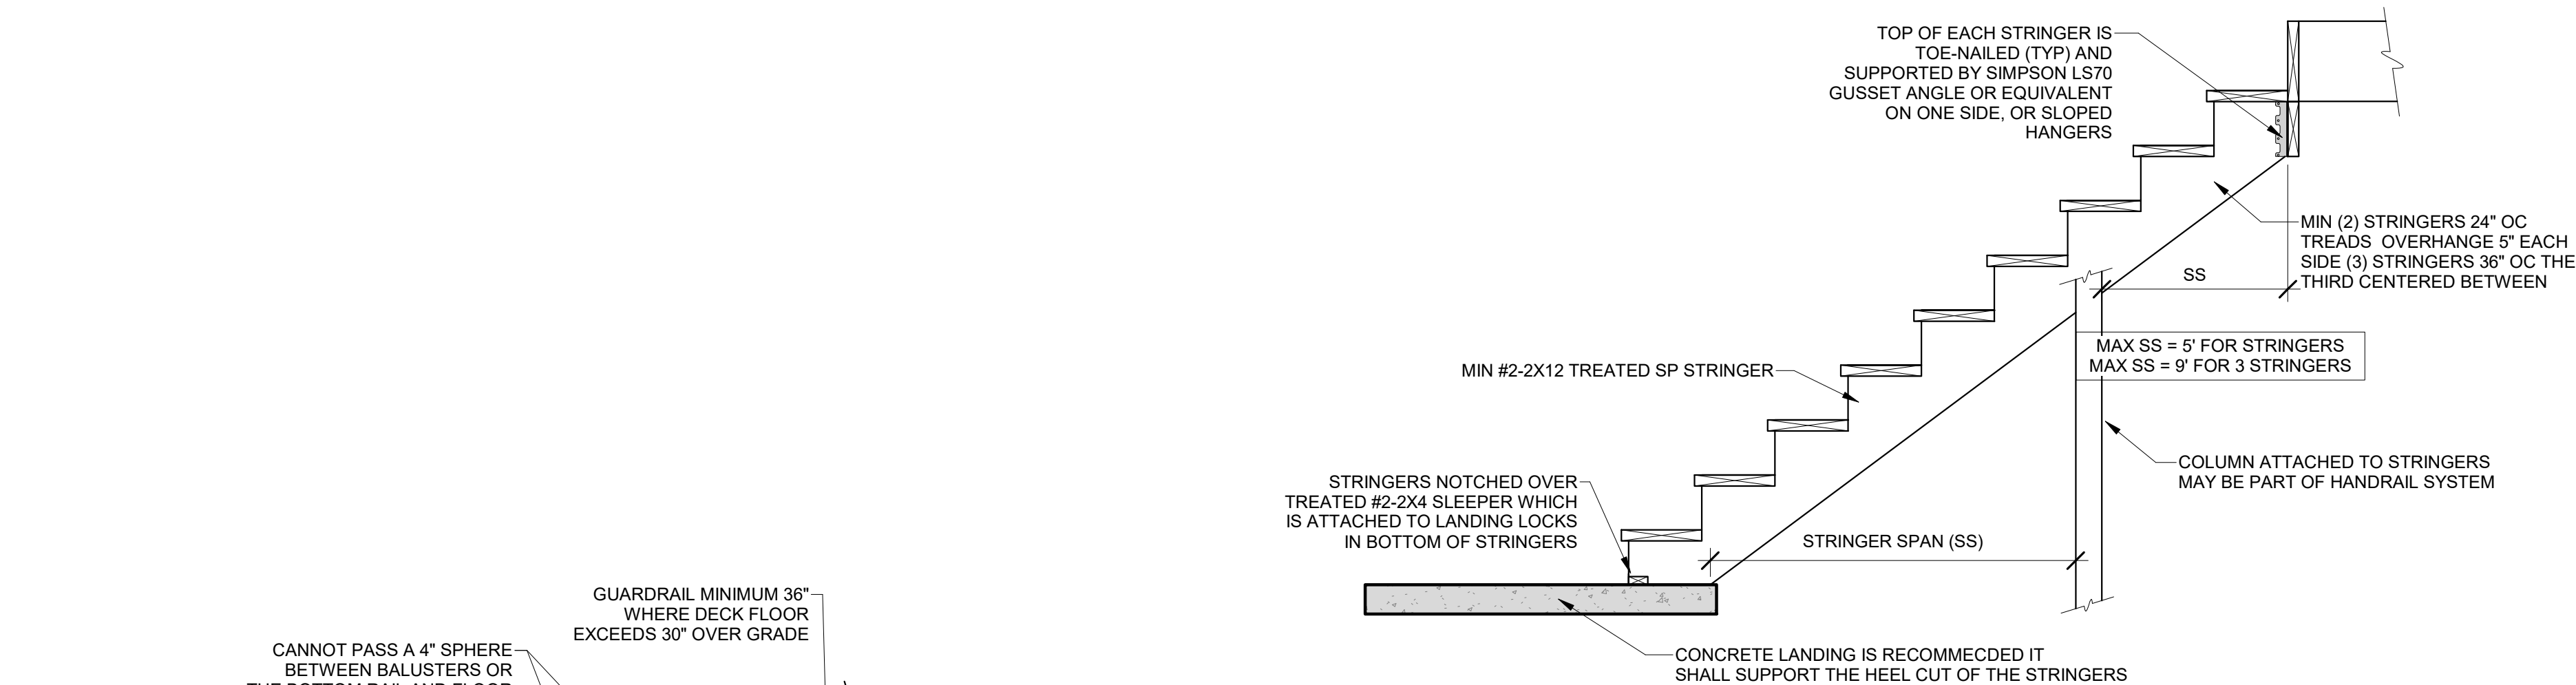 TOP OF EACH STRINGER IS
TOE-NAILED (TYP) AND
SUPPORTED BY SIMPSON LS70
GUSSET ANGLE OR EQUIVALENT
ON ONE SIDE, OR SLOPED
HANGERS
MIN (2) STRINGERS 24" OC
TREADS OVERHANGE 5" EACH
SIDE (3) STRINGERS 36" OC THE
THIRD CENTERED BETWEEN
SS
MAX SS = 5' FOR STRINGERS
MAX SS = 9' FOR 3 STRINGERS
MIN #2-2X12 TREATED SP STRINGER
COLUMN ATTACHED TO STRINGERS
MAY BE PART OF HANDRAIL SYSTEM
STRINGERS NOTCHED OVER
TREATED #2-2X4 SLEEPER WHICH
IS ATTACHED TO LANDING LOCKS
IN BOTTOM OF STRINGERS
STRINGER SPAN (SS)
GUARDRAIL MINIMUM 36"
WHERE DECK FLOOR
EXCEEDS 30" OVER GRADE
CANNOT PASS A 4" SPHERE
BETWEEN BALUSTERS OR
THE BOTTOM RAIL AND FLOOR
CONCRETE LANDING IS RECOMMECDED IT
SHALL SUPPORT THE HEEL CUT OF THE STRINGERS